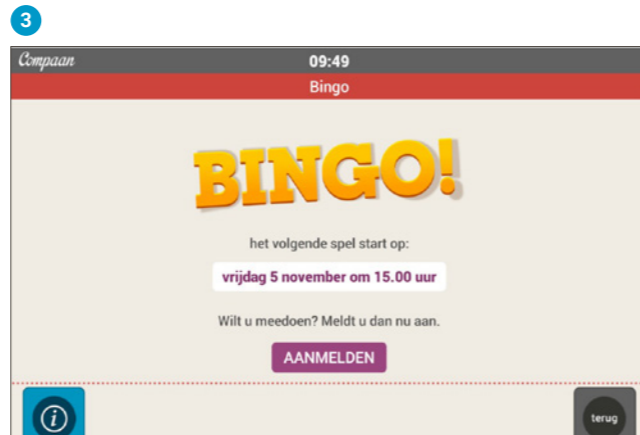 3
Compaan
09:49
Bingo
BINGO!
het volgende spel start op:
vrijdag 5 november om 15.00 uur
Wilt u meedoen? Meldt u dan nu aan.
AANMELDEN
i
terug